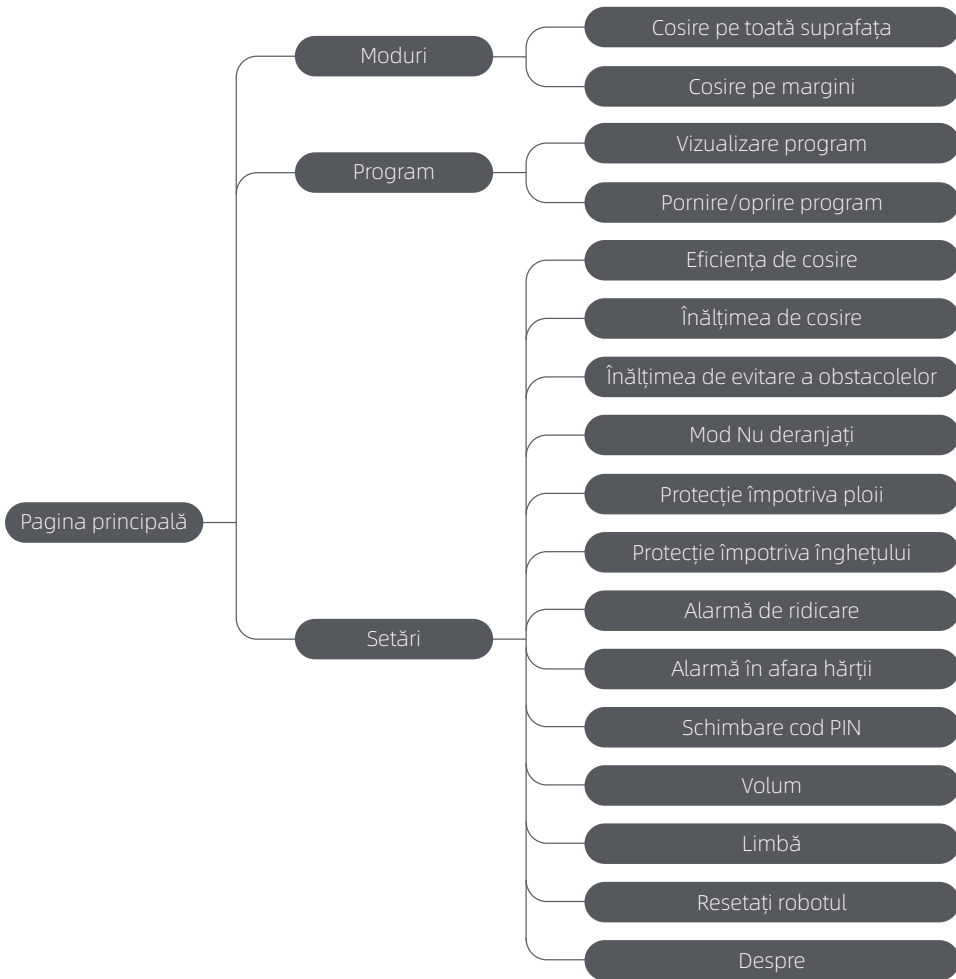 Pagina principală
Moduri
Cosire pe toată suprafața
Cosire pe margini
Program
Vizualizare program
Pornire/oprire program
Setări
Eficiența de cosire
Înălțimea de cosire
Înălțimea de evitare a obstacolelor
Mod Nu deranjați
Protecție împotriva ploii
Protecție împotriva înghețului
Alarmă de ridicare
Alarmă în afara hărții
Schimbare cod PIN
Volum
Limbă
Resetați robotul
Despre